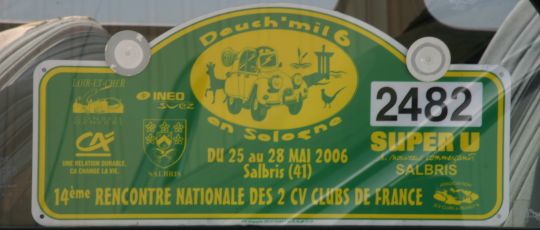 Deuch'mil 6
en Sologne
LOIR-ET-CHER
INEO
suez
CA
UNE RELATION DURABLE,
ÇA CHANGE LA VIE.
SALBRIS
2482
SUPER U
SALBRIS
DU 25 AU 28 MAI 2006
Salbris (41)
14ème RENCONTRE NATIONALE DES 2 CV CLUBS DE FRANCE